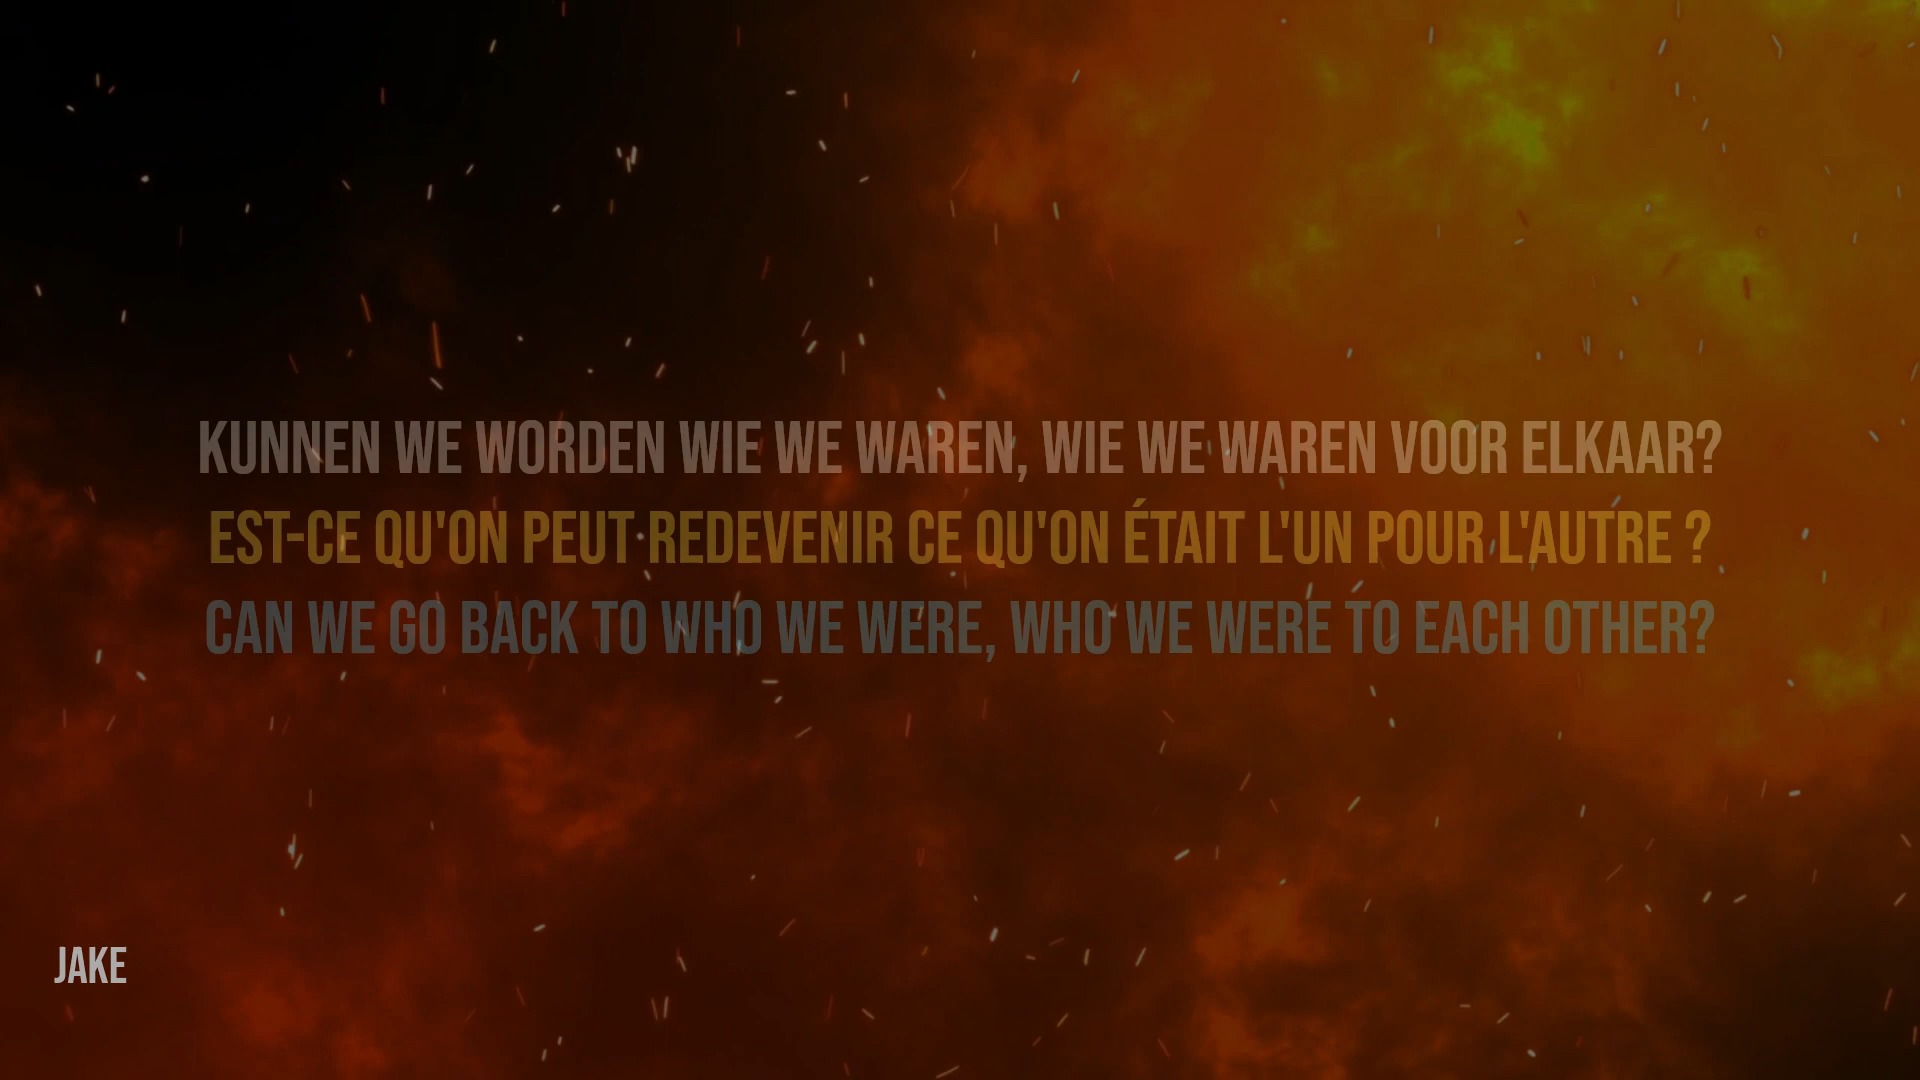 KUNNEN WE WORDEN WIE WE WAREN, WIE WE WAREN VOOR ELKAAR?
EST-CE QU'ON PEUT REDEVENIR CE QU'ON ÉTAIT L'UN POUR L'AUTRE ?
CAN WE GO BACK TO WHO WE WERE, WHO WE WERE TO EACH OTHER?
JAKE